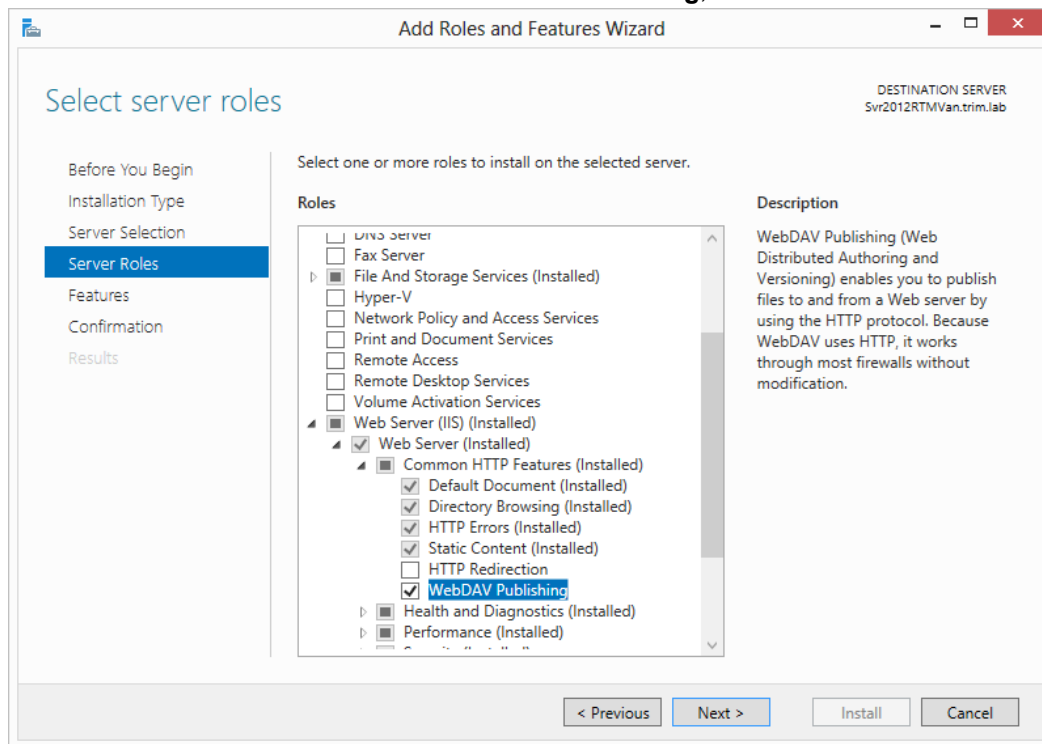 Add Roles and Features Wizard
Select server roles
DESTINATION SERVER
Svr2012RTMVan.trim.lab
Before You Begin
Installation Type
Server Selection
Server Roles
Features
Confirmation
Results
Select one or more roles to install on the selected server.
Roles
DNS Server
Fax Server
File And Storage Services (Installed)
Hyper-V
Network Policy and Access Services
Print and Document Services
Remote Access
Remote Desktop Services
Volume Activation Services
Web Server (IIS) (Installed)
Web Server (Installed)
Common HTTP Features (Installed)
Default Document (Installed)
Directory Browsing (Installed)
HTTP Errors (Installed)
Static Content (Installed)
HTTP Redirection
WebDAV Publishing
Health and Diagnostics (Installed)
Performance (Installed)
Description
WebDAV Publishing (Web
Distributed Authoring and
Versioning) enables you to publish
files to and from a Web server by
using the HTTP protocol. Because
WebDAV uses HTTP, it works
through most firewalls without
modification.
< Previous
Next >
Install
Cancel